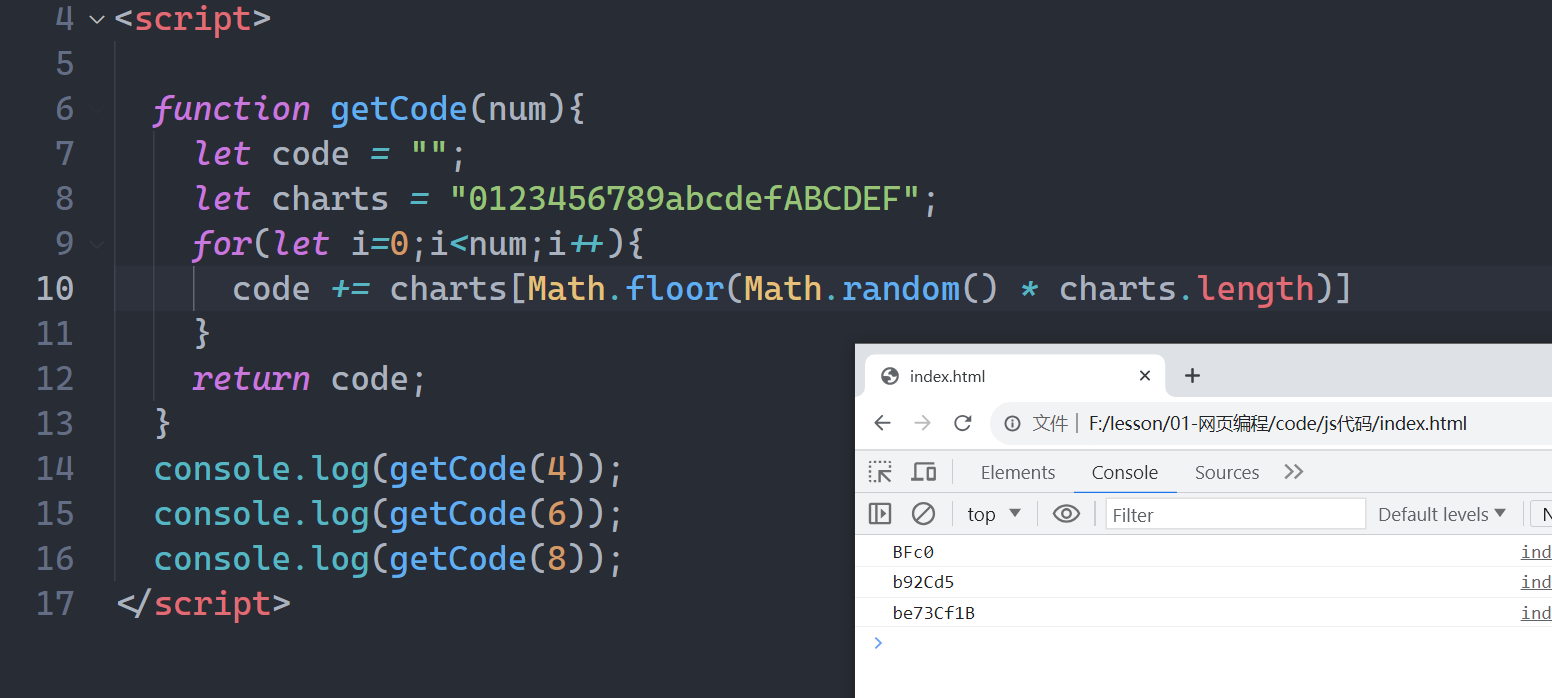 4 <script>
5
6 function getCode(num){
7 let code = "";
8 let charts = "0123456789abcdefABCDEF";
9 for(let i=0;i<num;i++){
10 code += charts[Math.floor(Math.random() * charts.length)]
11 }
12 return code;
13 }
14 console.log(getCode(4));
15 console.log(getCode(6));
16 console.log(getCode(8));
17 </script>
index.html
文件 F:/lesson/01-网页编程/code/js代码/index.html
Elements Console Sources
top Filter Default levels N
BFc0 ind
b92Cd5 ind
be73Cf1B ind